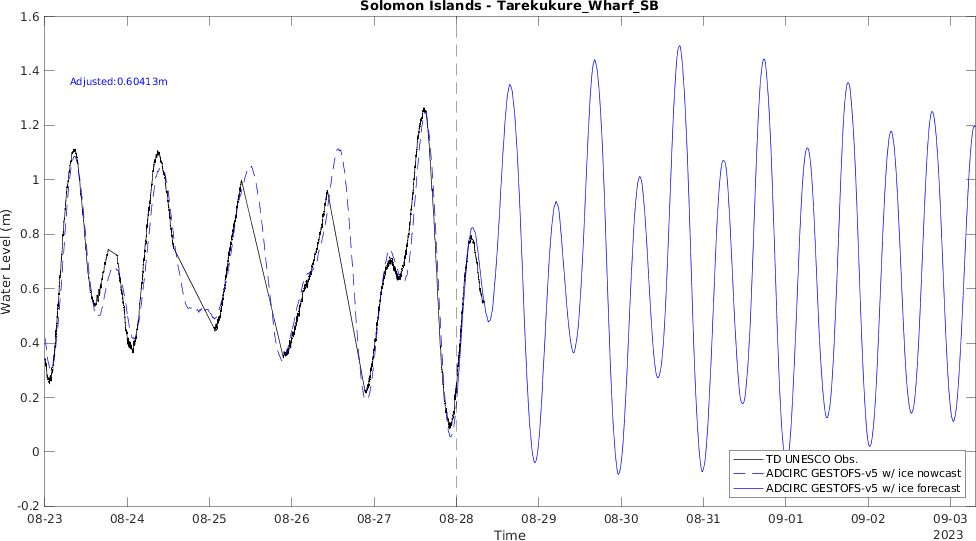 Solomon Islands - Tarekukure_Wharf_SB
1.6
1.4
1.2
1
0.8
0.6
0.4
0.2
0
-0.2
Water Level (m)
Adjusted:0.60413m
TD UNESCO Obs.
ADCIRC GESTOFS-v5 w/ ice nowcast
ADCIRC GESTOFS-v5 w/ ice forecast
08-23 08-24 08-25 08-26 08-27 08-28 08-29 08-30 08-31 09-01 09-02 09-03
Time
2023